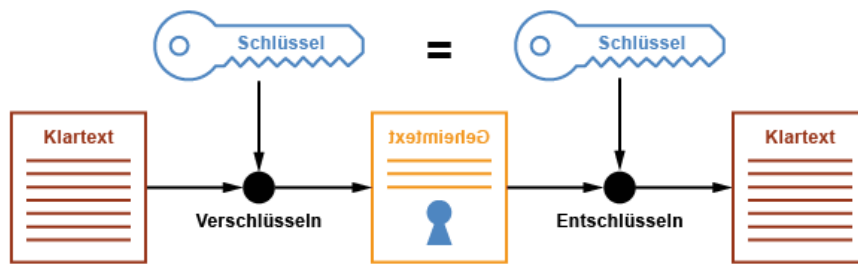 Schlüssel
=
Schlüssel
Klartext
Geheimtext
Klartext
Verschlüsseln
Entschlüsseln